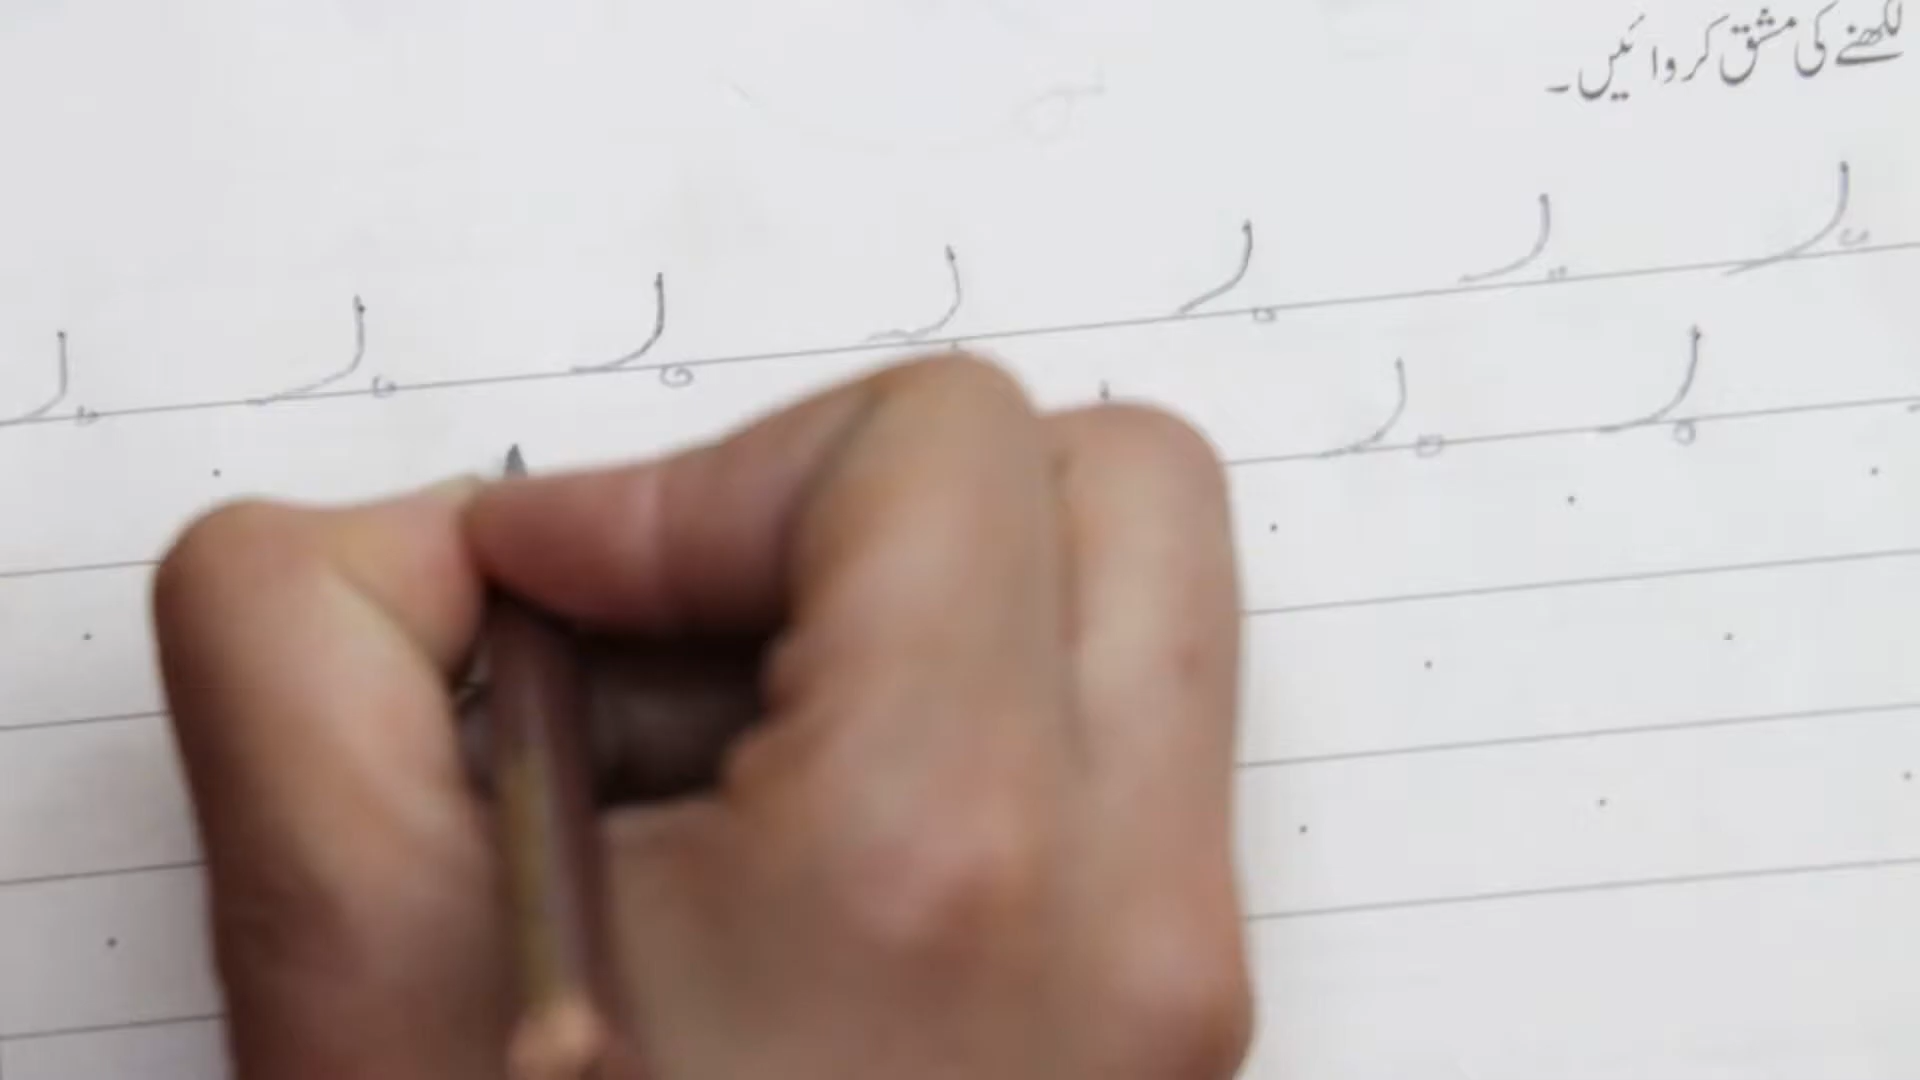 لکھنے کی مشق کروائیں۔
ر ر ر ر ر ر ر
ر ر